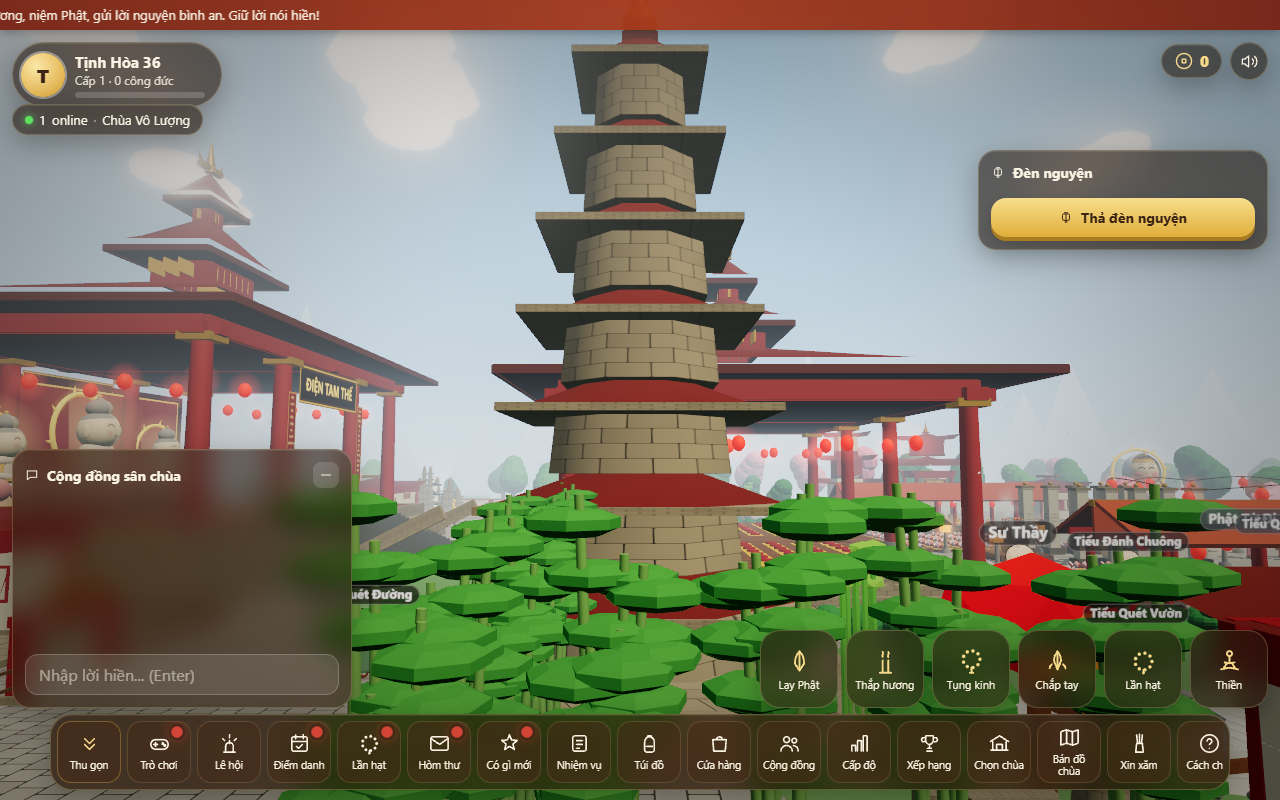 ơng, niệm Phật, gửi lời nguyện bình an. Giữ lời nói hiền!
T
Tịnh Hòa 36
Cấp 1 · 0 công đức
1 online · Chùa Vô Lượng
0
Đèn nguyện
Thả đèn nguyện
ĐIỆN TAM THẾ
Cộng đồng sân chùa
Nhập lời hiền... (Enter)
uét Đường
Sư Thầy
Tiểu Đánh Chuông
Phật
Tiểu Q
Tiểu Quét Vườn
Lạy Phật
Thắp hương
Tụng kinh
Chắp tay
Lần hạt
Thiền
Thu gọn
Trò chơi
Lễ hội
Điểm danh
Lần hạt
Hòm thư
Có gì mới
Nhiệm vụ
Túi đồ
Cửa hàng
Cộng đồng
Cấp độ
Xếp hạng
Chọn chùa
Bản đồ
chùa
Xin xăm
Cách ch